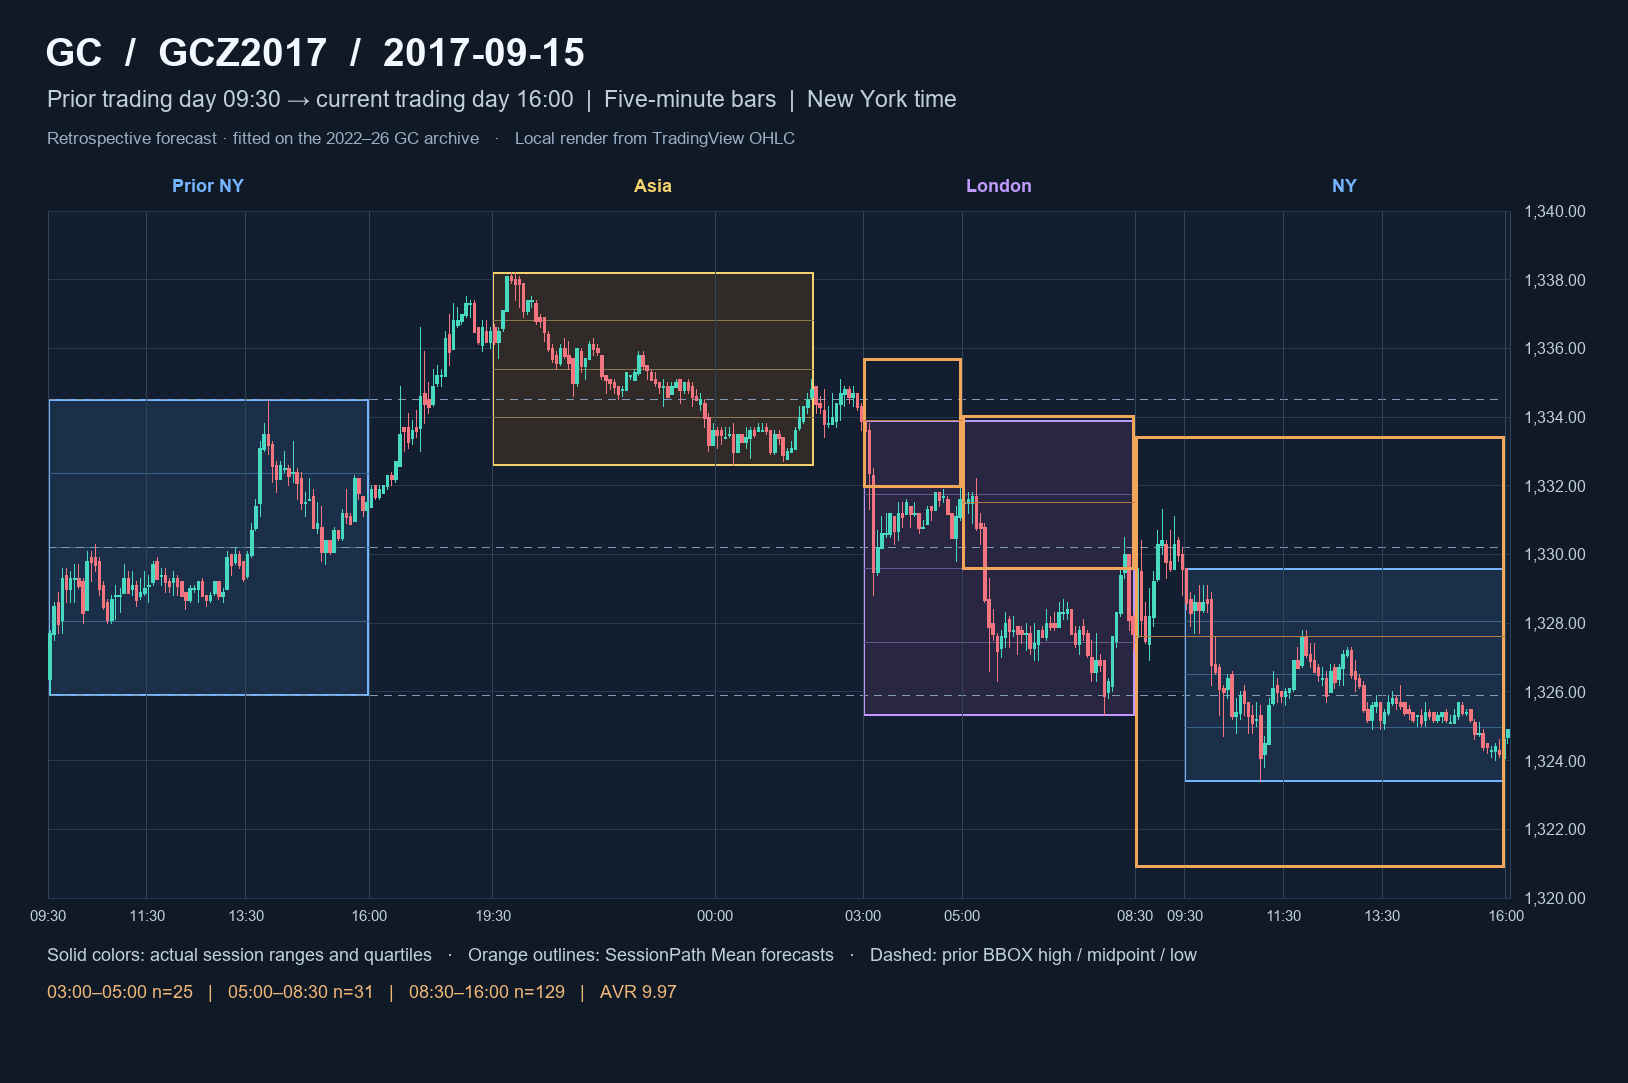 GC / GCZ2017 / 2017-09-15
Prior trading day 09:30 → current trading day 16:00 | Five-minute bars | New York time
Retrospective forecast · fitted on the 2022–26 GC archive · Local render from TradingView OHLC
Prior NY Asia London NY
1,340.00
1,338.00
1,336.00
1,334.00
1,332.00
1,330.00
1,328.00
1,326.00
1,324.00
1,322.00
1,320.00
09:30 11:30 13:30 16:00 19:30 00:00 03:00 05:00 08:30 09:30 11:30 13:30 16:00
Solid colors: actual session ranges and quartiles · Orange outlines: SessionPath Mean forecasts · Dashed: prior BBOX high / midpoint / low
03:00–05:00 n=25 | 05:00–08:30 n=31 | 08:30–16:00 n=129 | AVR 9.97